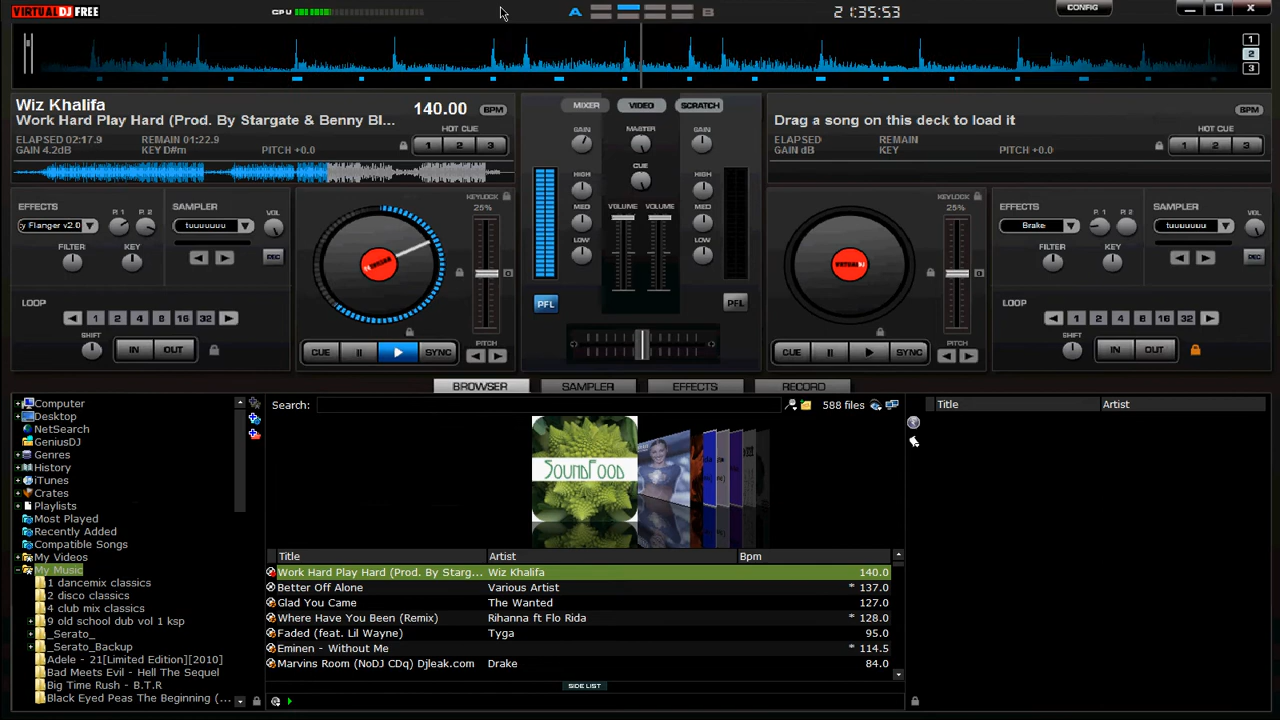 VIRTUALDJ FREE
CPU
A
B
21:35:53
CONFIG
1
2
3
Wiz Khalifa
140.00 BPM
Work Hard Play Hard (Prod. By Stargate & Benny Bl...
ELAPSED 02:17.9 REMAIN 01:22.9
GAIN 4.2dB KEY D#m PITCH +0.0
HOT CUE
1 2 3
MIXER VIDEO SCRATCH
GAIN MASTER GAIN
CUE
HIGH HIGH
MED MED
LOW LOW
VOLUME VOLUME
PFL PFL
BPM
Drag a song on this deck to load it
ELAPSED REMAIN
GAIN dB KEY PITCH +0.0
HOT CUE
1 2 3
EFFECTS P. 1 P. 2 SAMPLER VOL
y Flanger v2.0 tuuuuuuu
FILTER KEY DEC
LOOP
1 2 4 8 16 32
SHIFT IN OUT
KEYLOCK
25%
VIRTUALDJ
CUE SYNC PITCH
KEYLOCK
25%
VIRTUALDJ
CUE SYNC PITCH
EFFECTS P. 1 P. 2 SAMPLER VOL
Brake tuuuuuuu
FILTER KEY DEC
LOOP
1 2 4 8 16 32
SHIFT IN OUT
BROWSER SAMPLER EFFECTS RECORD
Computer
Desktop
NetSearch
GeniusDJ
Genres
History
iTunes
Crates
Playlists
Most Played
Recently Added
Compatible Songs
My Videos
My Music
1 dancemix classics
2 disco classics
4 club mix classics
9 old school dub vol 1 ksp
_Serato_
_Serato_Backup
Adele - 21[Limited Edition][2010]
Bad Meets Evil - Hell The Sequel
Big Time Rush - B.T.R
Black Eyed Peas The Beginning (...
Search: 588 files
SOUNDFOOD
Title Artist Bpm
Work Hard Play Hard (Prod. By Starg... Wiz Khalifa 140.0
Better Off Alone Various Artist * 137.0
Glad You Came The Wanted 127.0
Where Have You Been (Remix) Rihanna ft Flo Rida * 128.0
Faded (feat. Lil Wayne) Tyga 95.0
Eminen - Without Me * 114.5
Marvins Room (NoDJ CDq) Djleak.com Drake 84.0
SIDE LIST
Title Artist